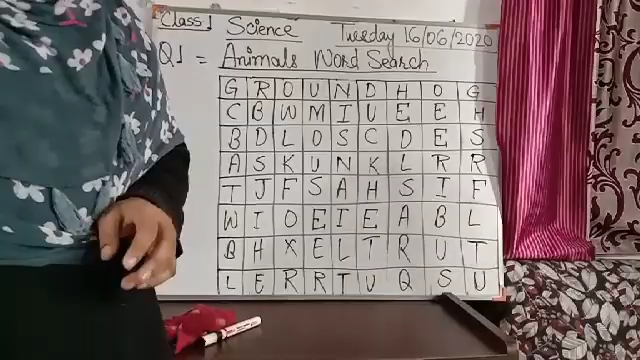 Class 1 Science Tuesday 16/06/2020
Q1 = Animals Word Search
G R O U N D H O G
C B W M I U E E H
B D L O S C D E S
A S K U N K L R R
T J F S A H S I F
W I O E I E A B L
B H X E L T R U T
L E R R T U Q S U